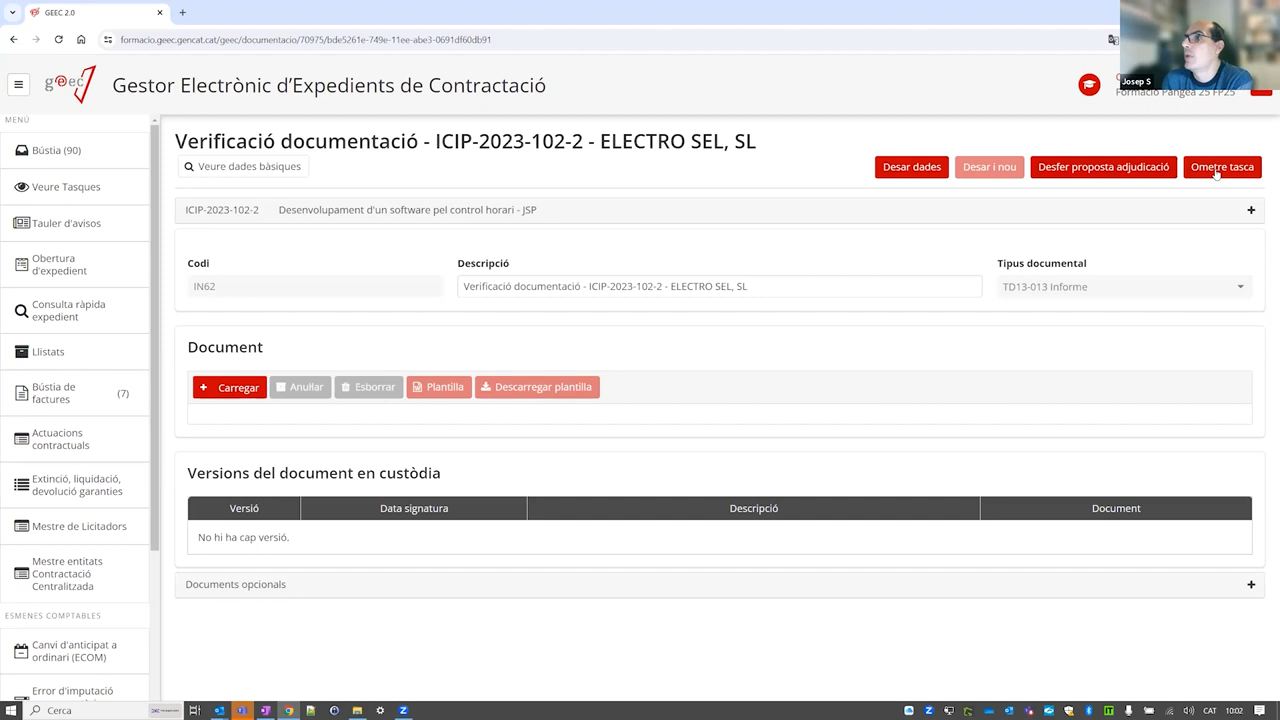 GEEC 2.0
formacio.geec.gencat.cat/geec/documentacio/70975/bde5261e-749e-11ee-abe3-0691df60db91
Josep S
geec
Gestor Electrònic d'Expedients de Contractació
Formació Pangea 25 FP25
MENÚ
Bústia (90)
Veure Tasques
Tauler d'avisos
Obertura
d'expedient
Consulta ràpida
expedient
Llistats
Bústia de
factures
(7)
Actuacions
contractuals
Extinció, liquidació,
devolució garanties
Mestre de Licitadors
Mestre entitats
Contractació
Centralitzada
ESMENES COMPTABLES
Canvi d'anticipat a
ordinari (ECOM)
Error d'imputació
Verificació documentació - ICIP-2023-102-2 - ELECTRO SEL, SL
Veure dades bàsiques
Desar dades
Desar i nou
Desfer proposta adjudicació
Ometre tasca
ICIP-2023-102-2 Desenvolupament d'un software pel control horari - JSP
Codi
Descripció
Tipus documental
IN62
Verificació documentació - ICIP-2023-102-2 - ELECTRO SEL, SL
TD13-013 Informe
Document
Carregar
Anul·lar
Esborrar
Plantilla
Descarregar plantilla
Versions del document en custòdia
Versió
Data signatura
Descripció
Document
No hi ha cap versió.
Documents opcionals
Cerca
CAT
10:02